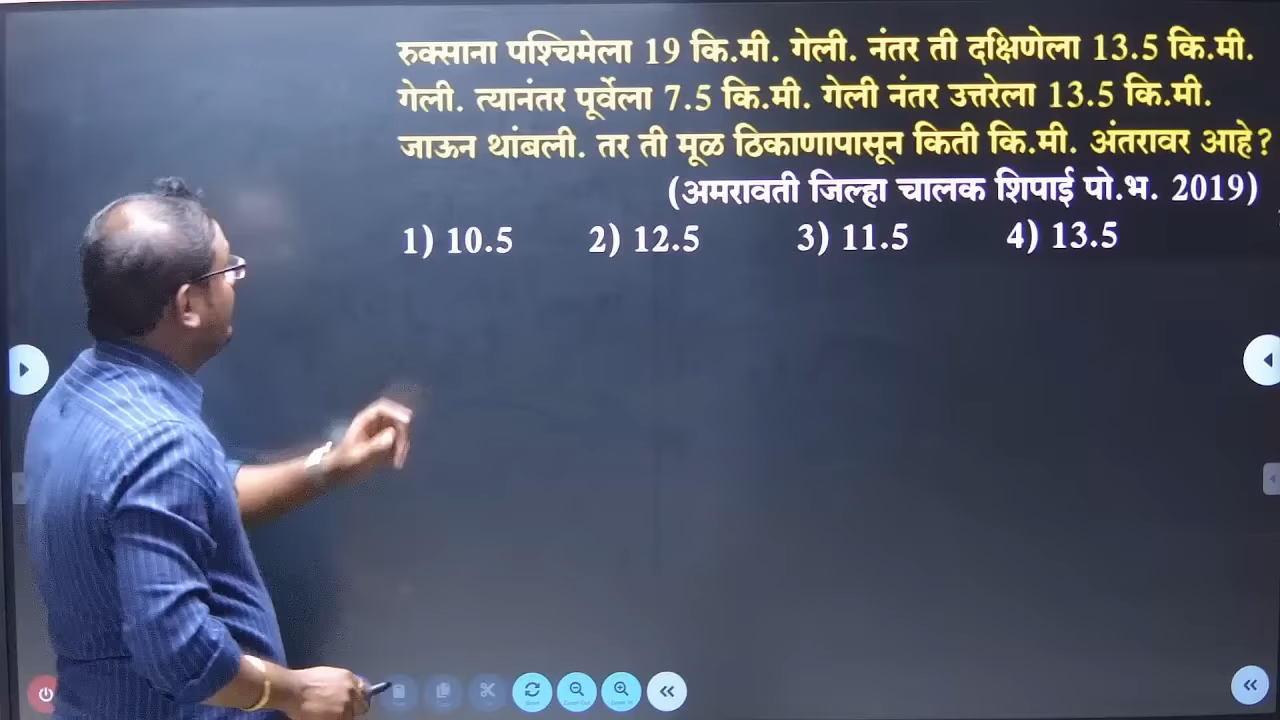 रुक्साना पश्चिमेला 19 कि.मी. गेली. नंतर ती दक्षिणेला 13.5 कि.मी.
गेली. त्यानंतर पूर्वेला 7.5 कि.मी. गेली नंतर उत्तरेला 13.5 कि.मी.
जाऊन थांबली. तर ती मूळ ठिकाणापासून किती कि.मी. अंतरावर आहे?
(अमरावती जिल्हा चालक शिपाई पो.भ. 2019)
1) 10.5 2) 12.5 3) 11.5 4) 13.5